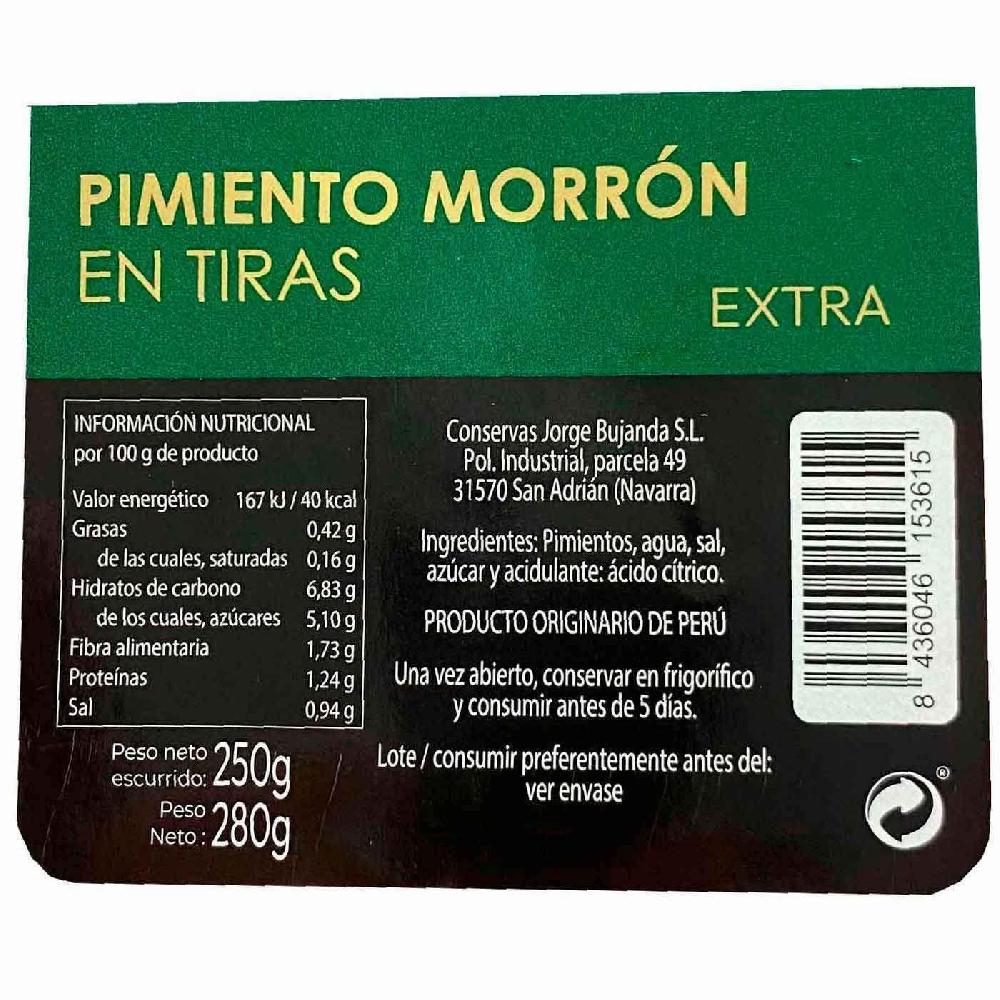 PIMIENTO MORRÓN
EN TIRAS
EXTRA
INFORMACIÓN NUTRICIONAL
por 100 g de producto
Valor energético 167 kJ / 40 kcal
Grasas 0,42 g
de las cuales, saturadas 0,16 g
Hidratos de carbono 6,83 g
de los cuales, azúcares 5,10 g
Fibra alimentaria 1,73 g
Proteínas 1,24 g
Sal 0,94 g
Peso neto
escurrido: 250g
Peso
Neto: 280g
Conservas Jorge Bujanda S.L.
Pol. Industrial, parcela 49
31570 San Adrián (Navarra)
Ingredientes: Pimientos, agua, sal,
azúcar y acidulante: ácido cítrico.
PRODUCTO ORIGINARIO DE PERÚ
Una vez abierto, conservar en frigorífico
y consumir antes de 5 días.
Lote / consumir preferentemente antes del:
ver envase
8 436046 153615
®